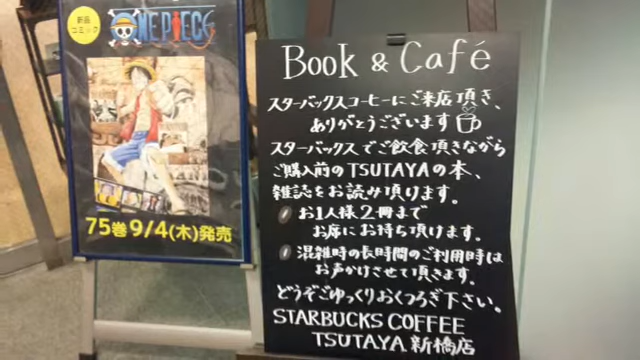 新品
コミック
ONE PIECE
75巻 9/4(木)発売
Book & Café
スターバックスコーヒーにご来店頂き、
ありがとうございます
スターバックスでご飲食頂きながら
ご購入前のTSUTAYAの本、
雑誌をお読み頂けます。
お1人様2冊まで
お席にお持ち頂けます。
混雑時の長時間のご利用時は
お声かけさせて頂きます。
どうぞごゆっくりおくつろぎ下さい。
STARBUCKS COFFEE
TSUTAYA 新橋店